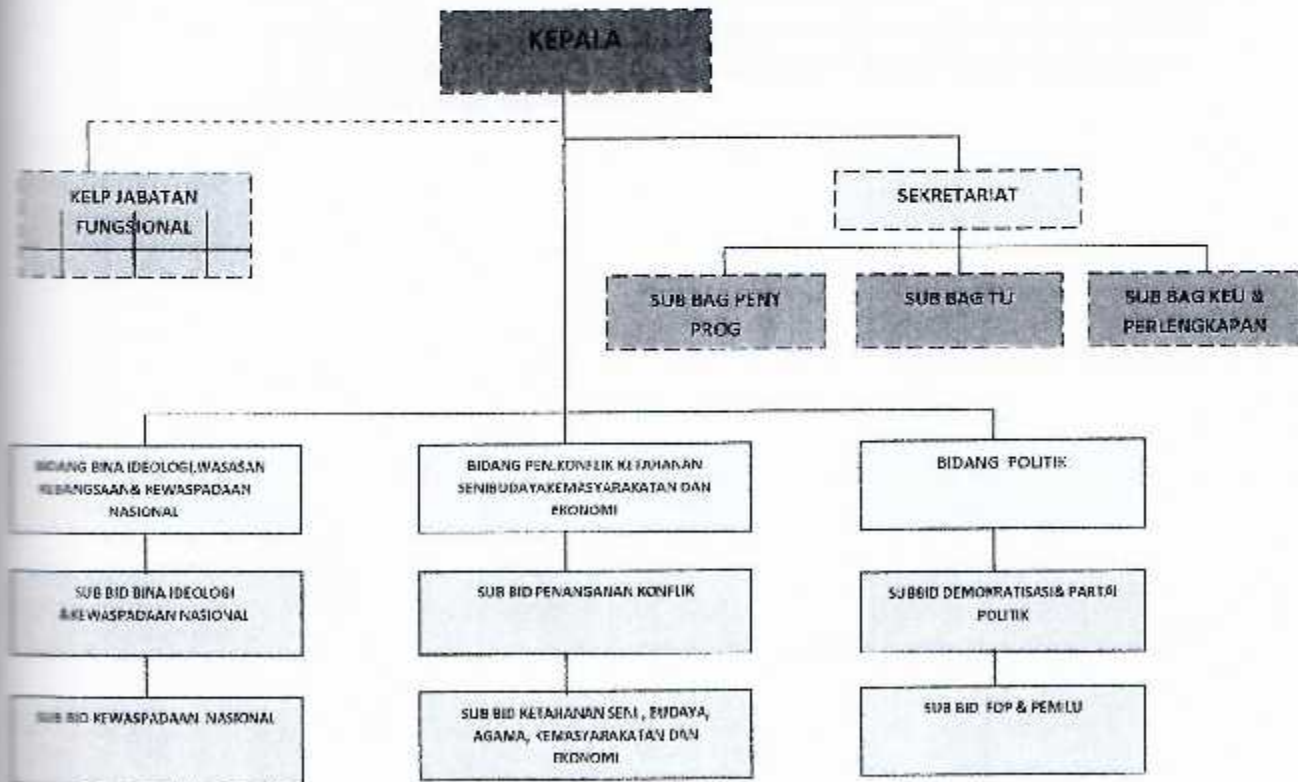 KEPALA
KELP JABATAN
FUNGSIONAL
SEKRETARIAT
SUB BAG PENY
PROG
SUB BAG TU
SUB BAG KEU &
PERLENGKAPAN
BIDANG BINA IDEOLOGI,WASASAN
KEBANGSAAN& KEWASPADAAN
NASIONAL
BIDANG PEN.KONFLIK KETAHANAN
SENIBUDAYAKEMASYARAKATAN DAN
EKONOMI
BIDANG POLITIK
SUB BID BINA IDEOLOGI
&KEWASPADAAN NASIONAL
SUB BID PENANGANAN KONFLIK
SUBBID DEMOKRATISASI& PARTAI
POLITIK
SUB BID KEWASPADAAN NASIONAL
SUB BID KETAHANAN SENI , BUDAYA,
AGAMA, KEMASYARAKATAN DAN
EKONOMI
SUB BID & PEMILU